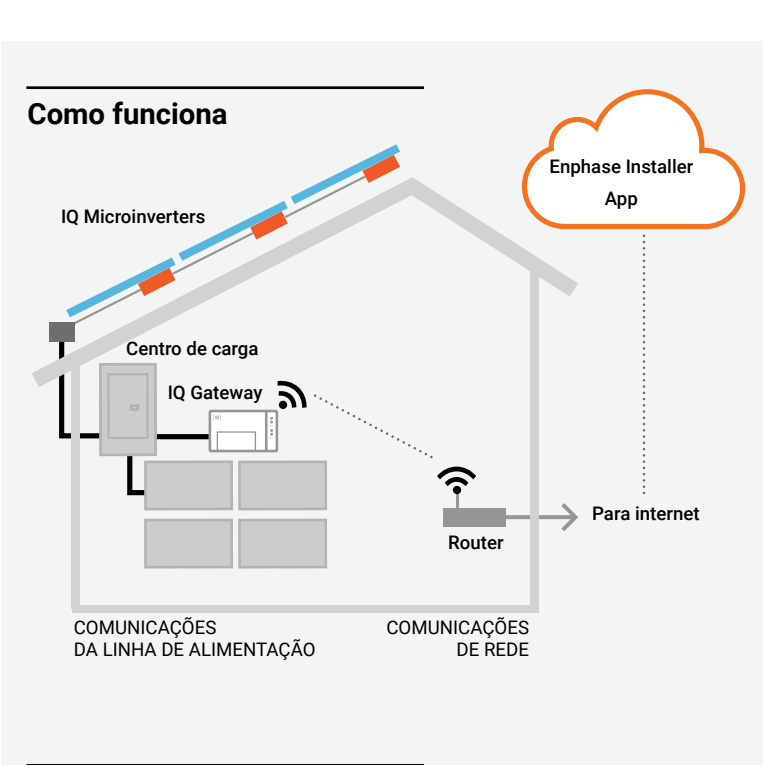 Como funciona
Enphase Installer
App
IQ Microinverters
Centro de carga
IQ Gateway
Para internet
Router
COMUNICAÇÕES
DA LINHA DE ALIMENTAÇÃO
COMUNICAÇÕES
DE REDE